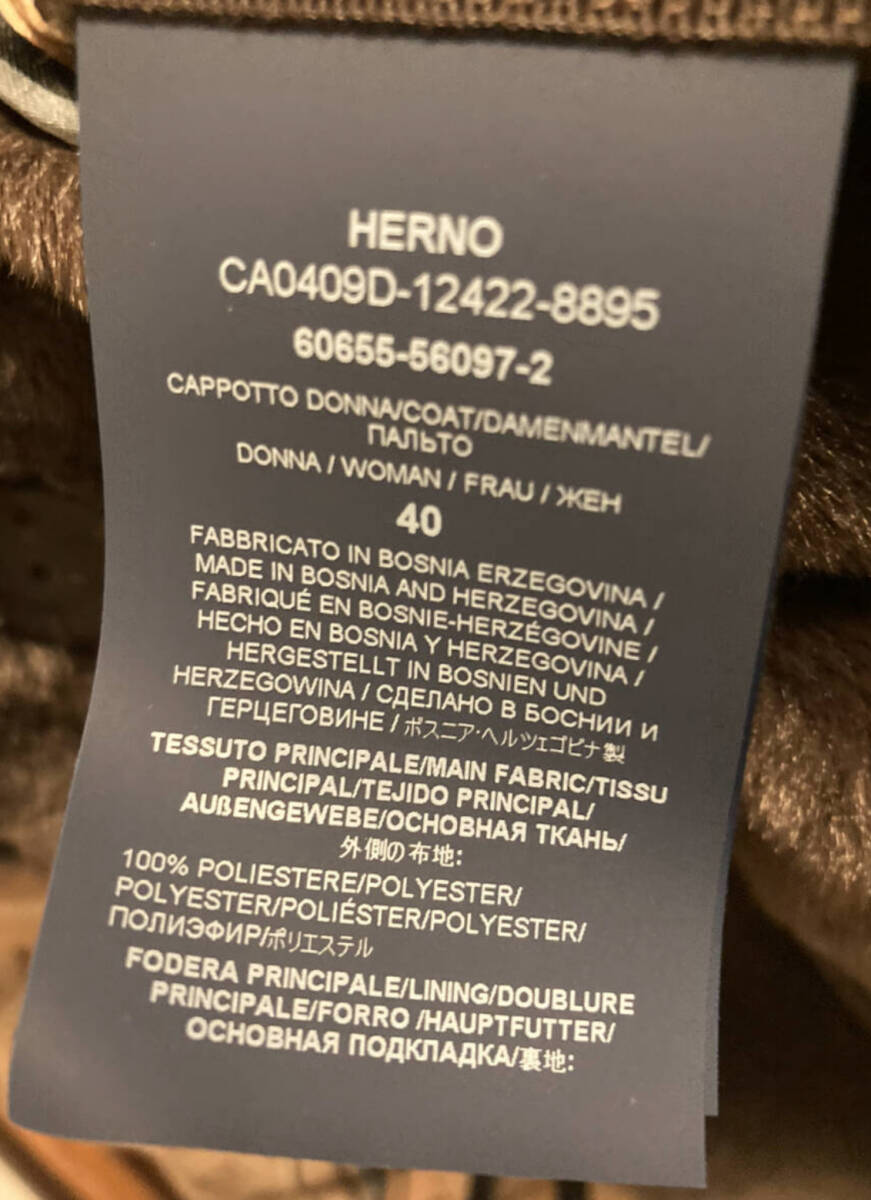 HERNO
CA0409D-12422-8895
60655-56097-2
CAPPOTTO DONNA/COAT/DAMENMANTEL/
ПАЛЬТО
DONNA / WOMAN / FRAU / ЖЕН
40
FABBRICATO IN BOSNIA ERZEGOVINA /
MADE IN BOSNIA AND HERZEGOVINA /
FABRIQUÉ EN BOSNIE-HERZÉGOVINE /
HECHO EN BOSNIA Y HERZEGOVINA /
HERGESTELLT IN BOSNIEN UND
HERZEGOWINA / СДЕЛАНО В БОСНИИ И
ГЕРЦЕГОВИНЕ / ボスニア・ヘルツェゴビナ製
TESSUTO PRINCIPALE/MAIN FABRIC/TISSU
PRINCIPAL/TEJIDO PRINCIPAL/
AUßENGEWEBE/ОСНОВНАЯ ТКАНЬ/
外側の布地:
100% POLIESTERE/POLYESTER/
POLYESTER/POLIÉSTER/POLYESTER/
ПОЛИЭФИР/ポリエステル
FODERA PRINCIPALE/LINING/DOUBLURE
PRINCIPALE/FORRO /HAUPTFUTTER/
ОСНОВНАЯ ПОДКЛАДКА/裏地: